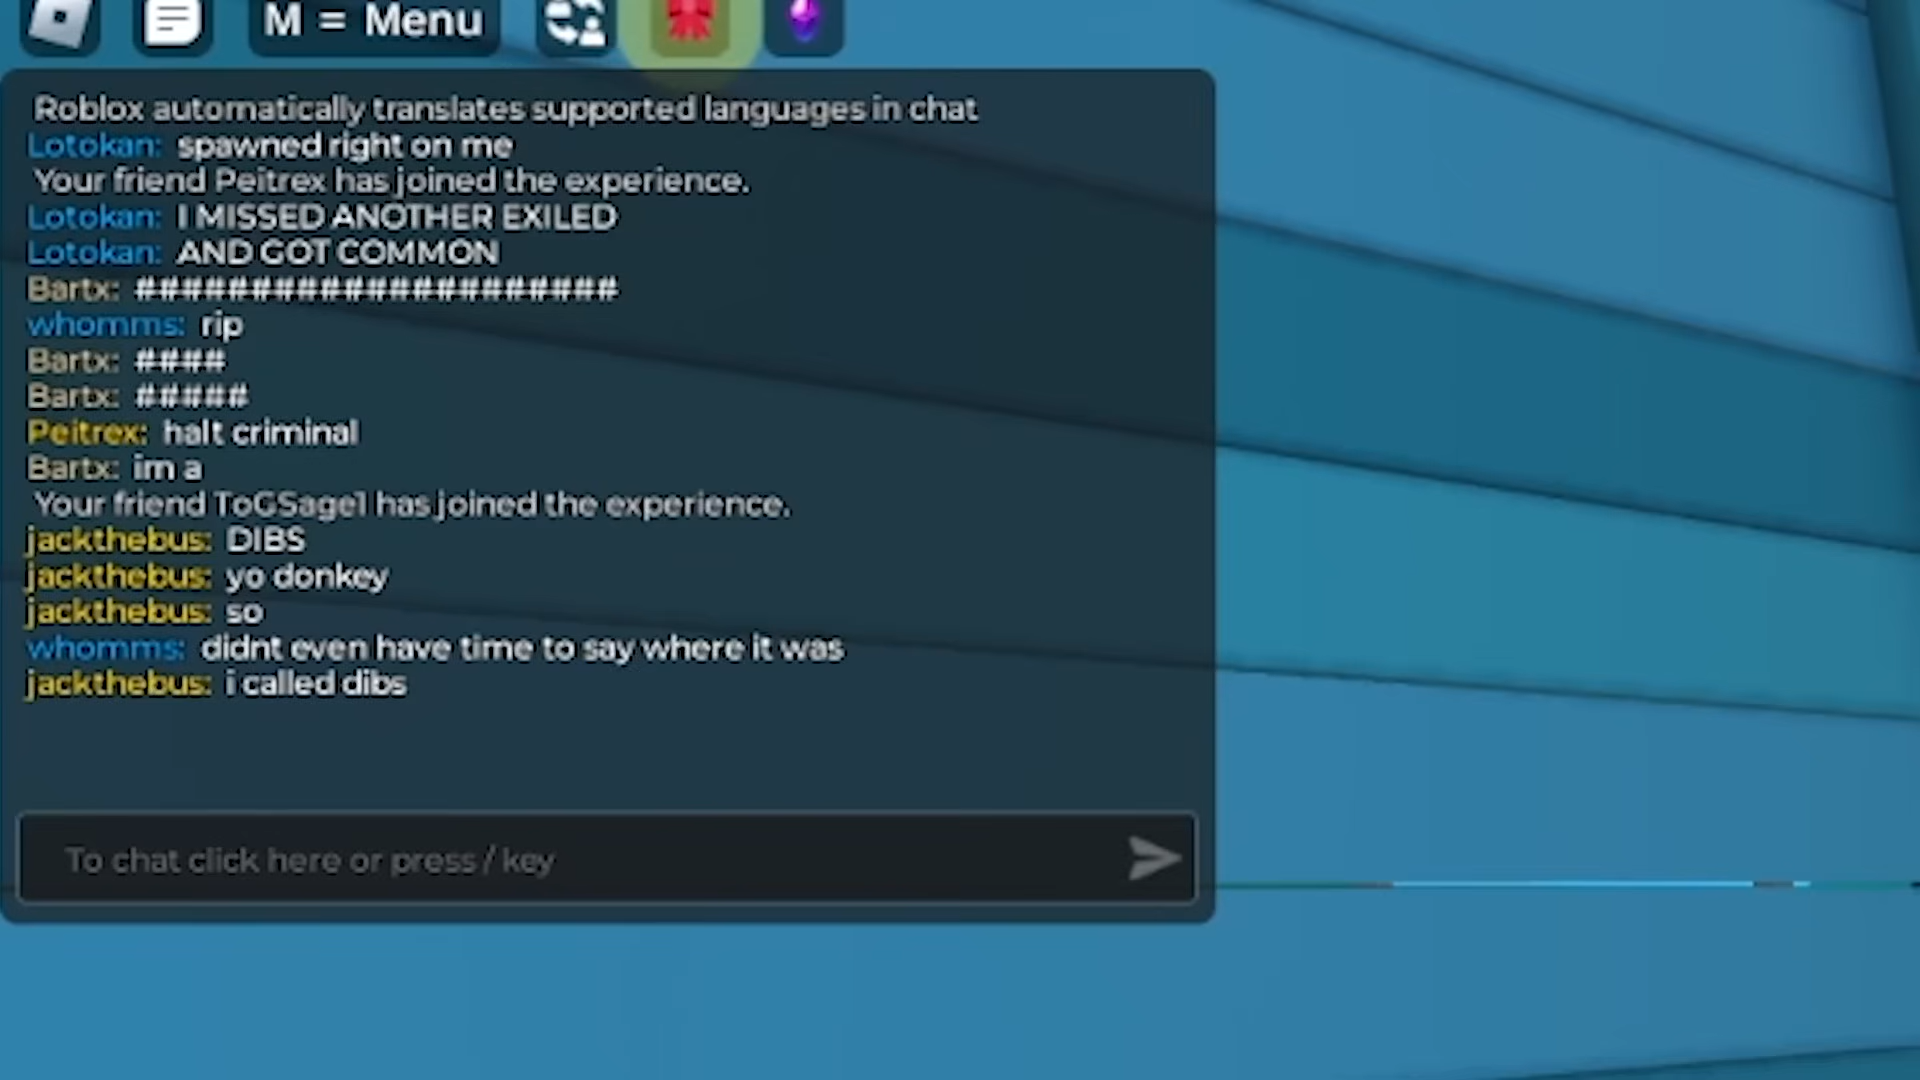 M = Menu
Roblox automatically translates supported languages in chat
Lotokan: spawned right on me
Your friend Peitrex has joined the experience.
Lotokan: I MISSED ANOTHER EXILED
Lotokan: AND GOT COMMON
Bartx: #####################
whomms: rip
Bartx: ####
Bartx: #####
Peitrex: halt criminal
Bartx: im a
Your friend ToGSage1 has joined the experience.
jackthebus: DIBS
jackthebus: yo donkey
jackthebus: so
whomms: didnt even have time to say where it was
jackthebus: i called dibs
To chat click here or press / key